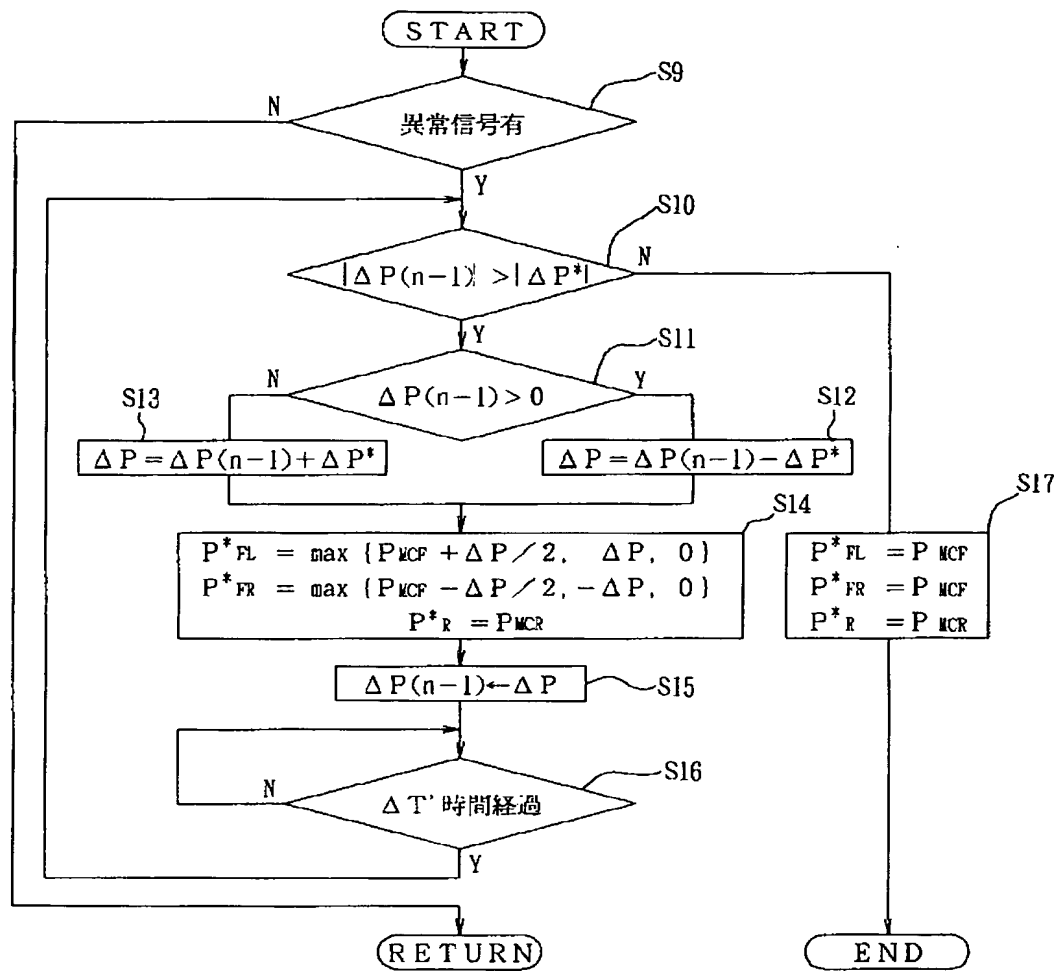 START
S9
N
異常信号有
Y
S10
|ΔP(n-1)| > |ΔP*|
N
Y
S11
N
ΔP(n-1) > 0
Y
S13
S12
ΔP = ΔP(n-1) + ΔP*
ΔP = ΔP(n-1) - ΔP*
S14
S17
P*FL = max {PMCF + ΔP/2, ΔP, 0}
P*FR = max {PMCF - ΔP/2, -ΔP, 0}
P*R = PMCR
P*FL = PMCF
P*FR = PMCF
P*R = PMCR
ΔP(n-1)←ΔP
S15
S16
N
ΔT' 時間経過
Y
RETURN
END